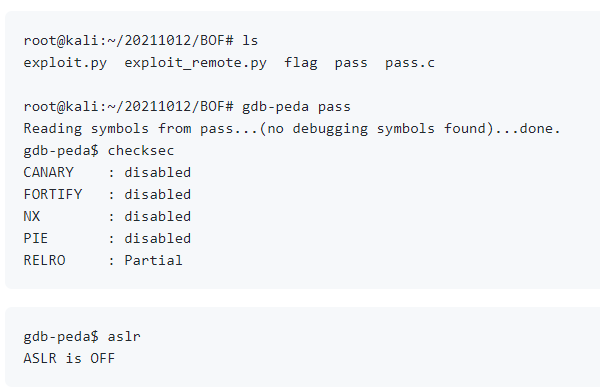 root@kali:~/20211012/BOF# ls
exploit.py  exploit_remote.py  flag  pass  pass.c
root@kali:~/20211012/BOF# gdb-peda pass
Reading symbols from pass...(no debugging symbols found)...done.
gdb-peda$ checksec
CANARY    : disabled
FORTIFY   : disabled
NX        : disabled
PIE       : disabled
RELRO     : Partial
gdb-peda$ aslr
ASLR is OFF